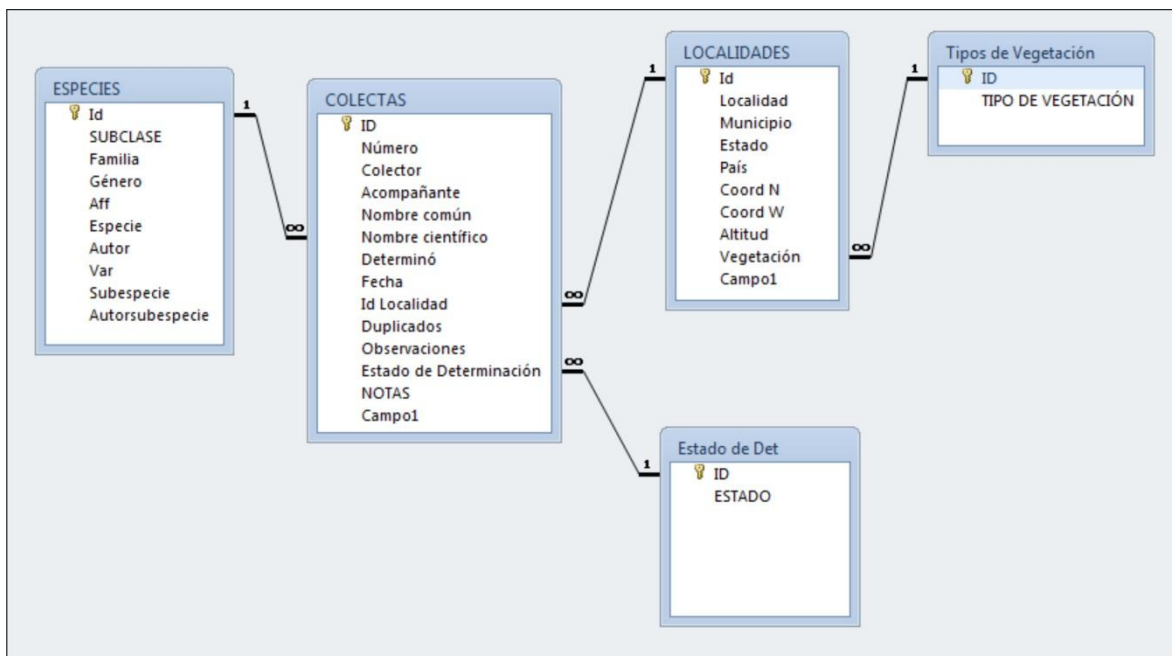 ESPECIES
Id
SUBCLASE
Familia
Género
Aff
Especie
Autor
Var
Subespecie
Autorsubespecie
1
∞
COLECTAS
ID
Número
Colector
Acompañante
Nombre común
Nombre científico
Determinó
Fecha
Id Localidad
Duplicados
Observaciones
Estado de Determinación
NOTAS
Campo1
∞
∞
1
LOCALIDADES
Id
Localidad
Municipio
Estado
País
Coord N
Coord W
Altitud
Vegetación
Campo1
∞
1
Tipos de Vegetación
ID
TIPO DE VEGETACIÓN
1
Estado de Det
ID
ESTADO